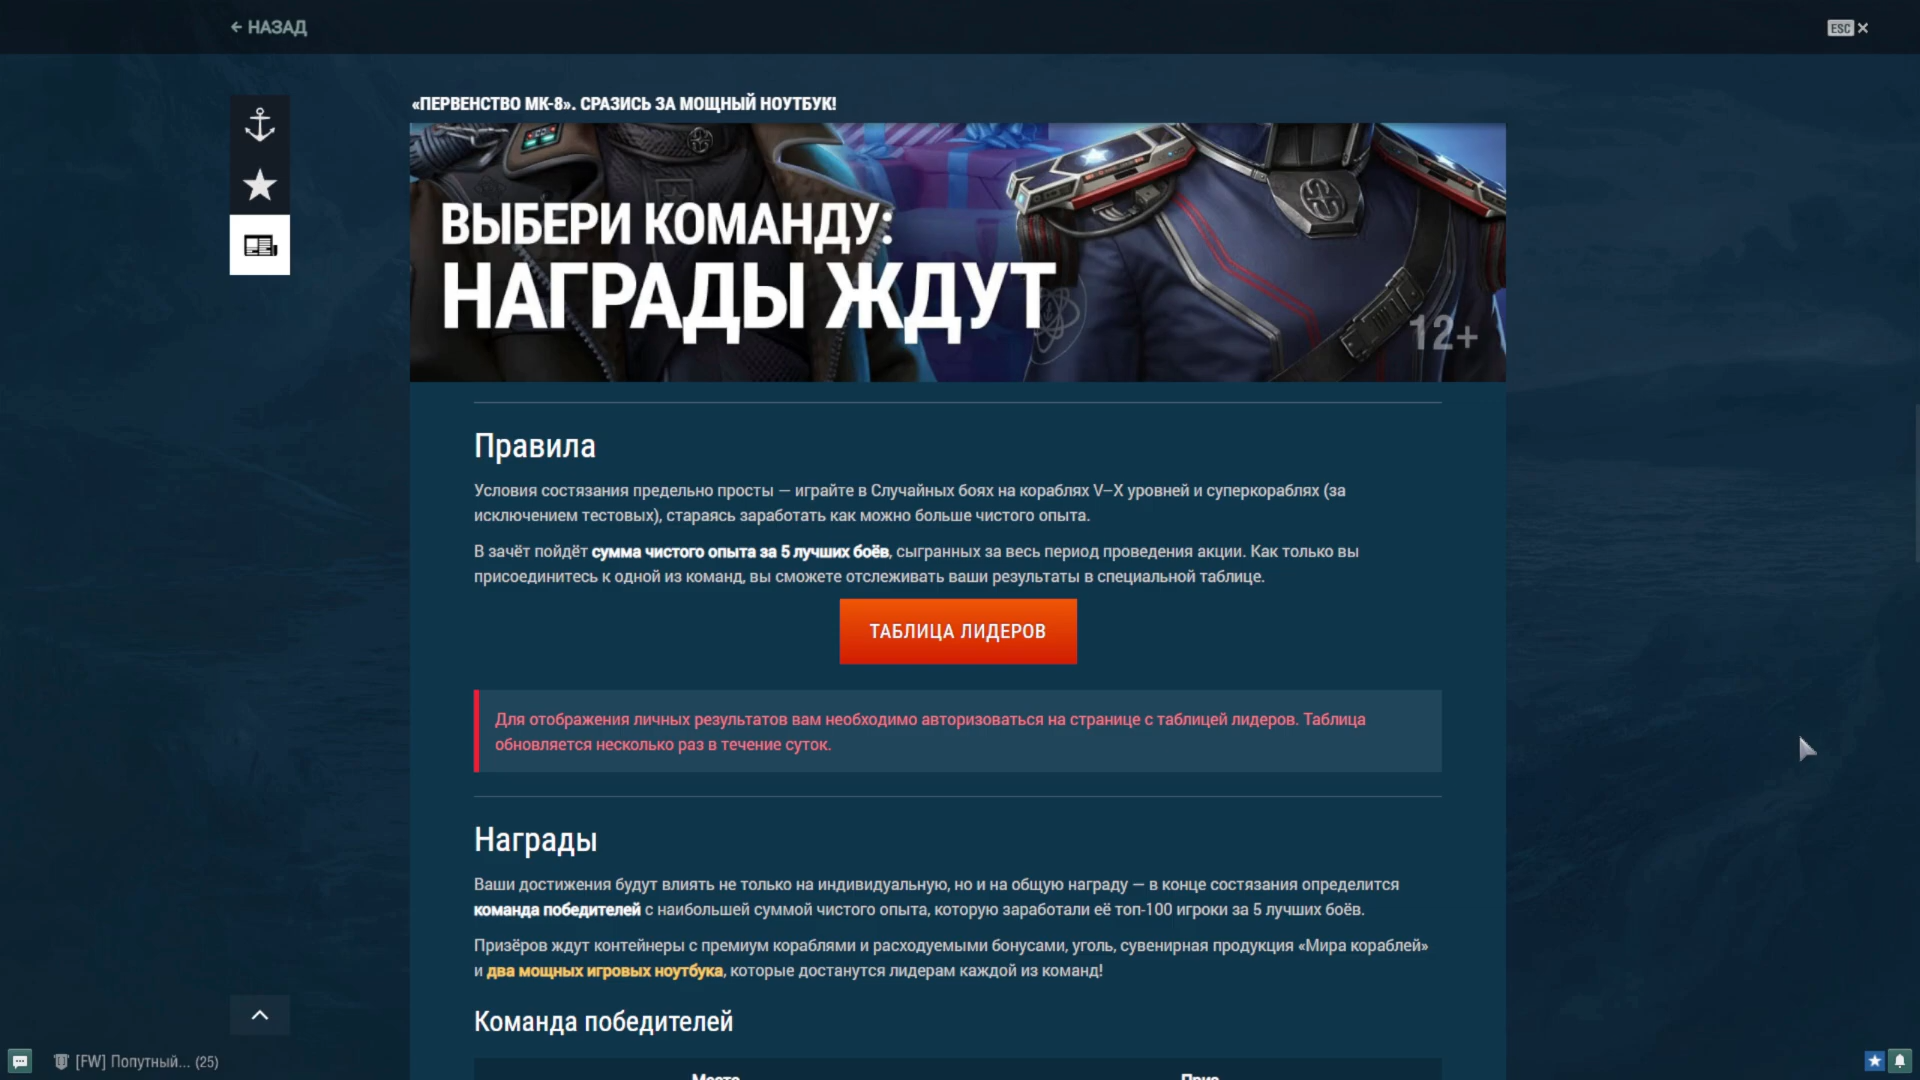 НАЗАД
ESC
«ПЕРВЕНСТВО МК-8». СРАЗИСЬ ЗА МОЩНЫЙ НОУТБУК!
ВЫБЕРИ КОМАНДУ:
НАГРАДЫ ЖДУТ
12+
Правила
Условия состязания предельно просты — играйте в Случайных боях на кораблях V–X уровней и суперкораблях (за
исключением тестовых), стараясь заработать как можно больше чистого опыта.
В зачёт пойдёт сумма чистого опыта за 5 лучших боёв, сыгранных за весь период проведения акции. Как только вы
присоединитесь к одной из команд, вы сможете отслеживать ваши результаты в специальной таблице.
ТАБЛИЦА ЛИДЕРОВ
Для отображения личных результатов вам необходимо авторизоваться на странице с таблицей лидеров. Таблица
обновляется несколько раз в течение суток.
Награды
Ваши достижения будут влиять не только на индивидуальную, но и на общую награду — в конце состязания определится
команда победителей с наибольшей суммой чистого опыта, которую заработали её топ-100 игроки за 5 лучших боёв.
Призёров ждут контейнеры с премиум кораблями и расходуемыми бонусами, уголь, сувенирная продукция «Мира кораблей»
и два мощных игровых ноутбука, которые достанутся лидерам каждой из команд!
Команда победителей
Место Приз
[FW] Попутный... (25)